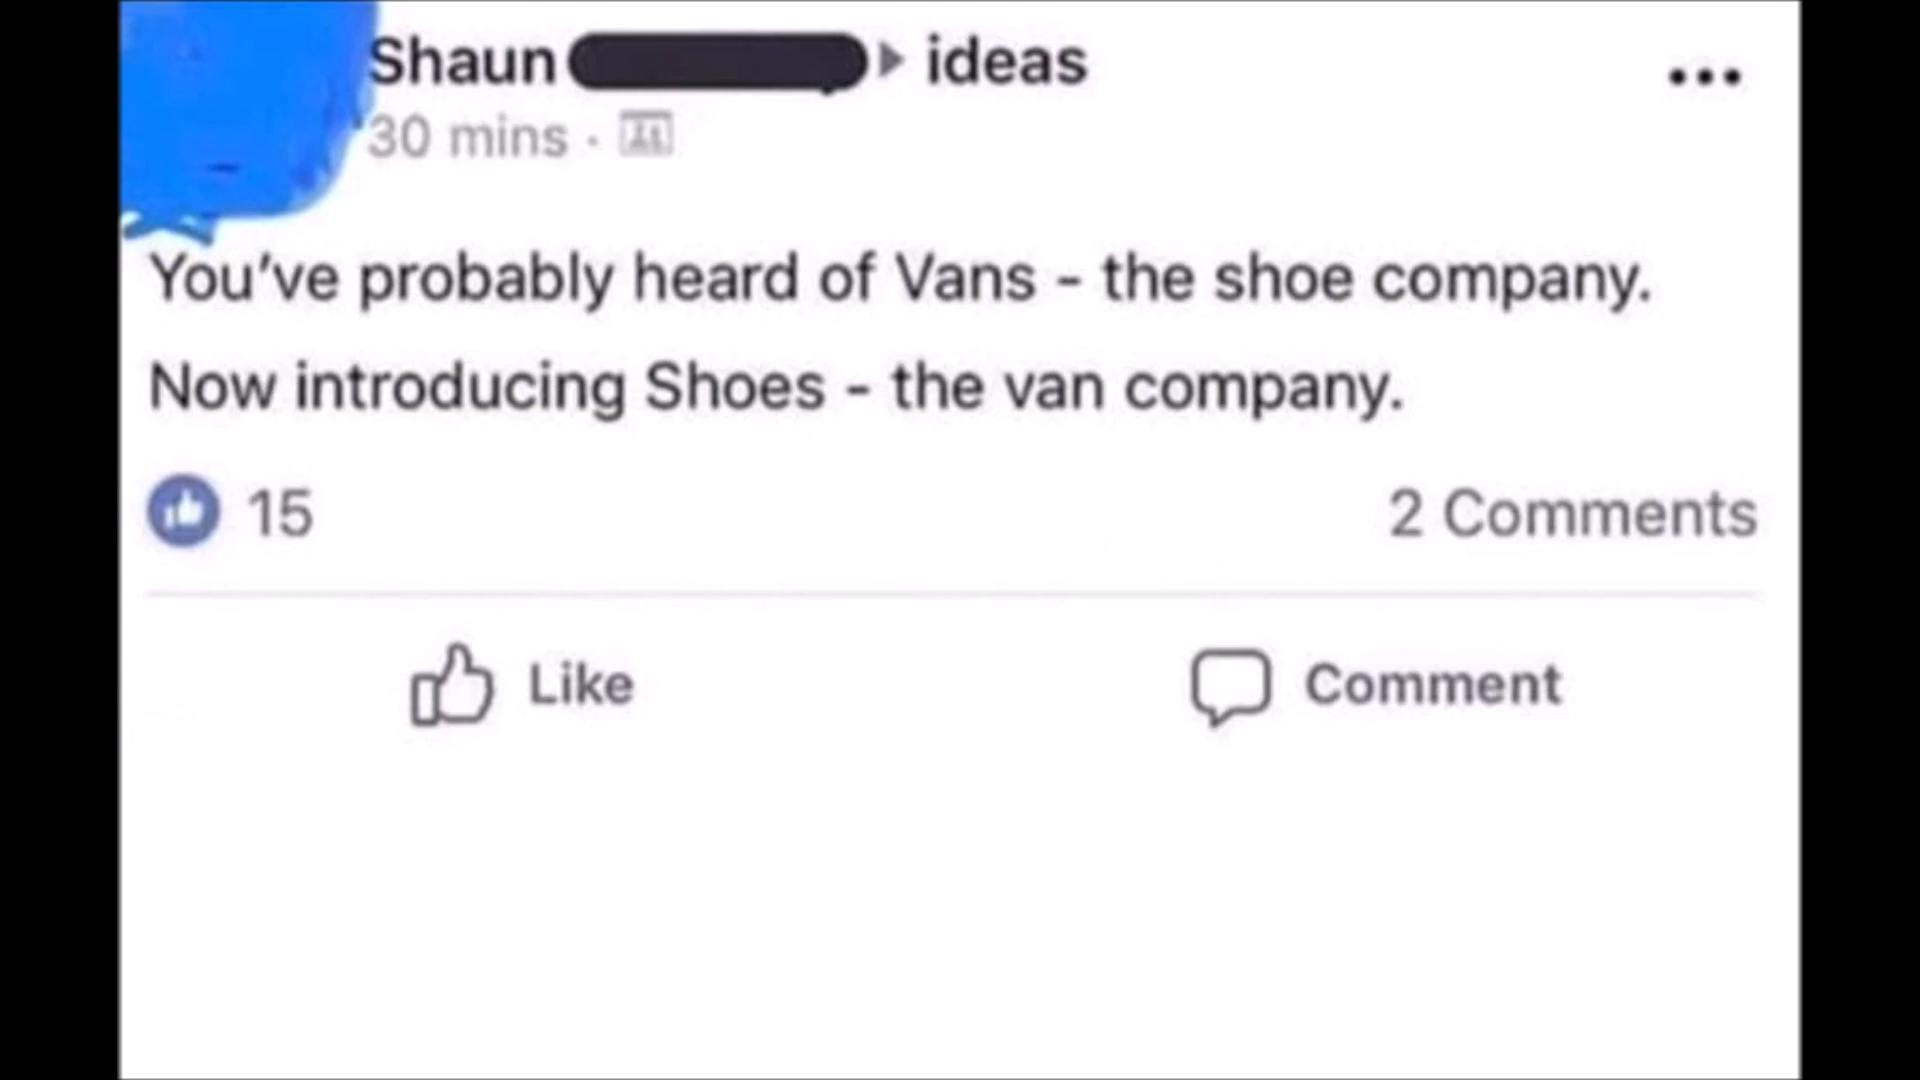 Shaun ▸ ideas
30 mins ·
You've probably heard of Vans - the shoe company.
Now introducing Shoes - the van company.
15 2 Comments
Like Comment